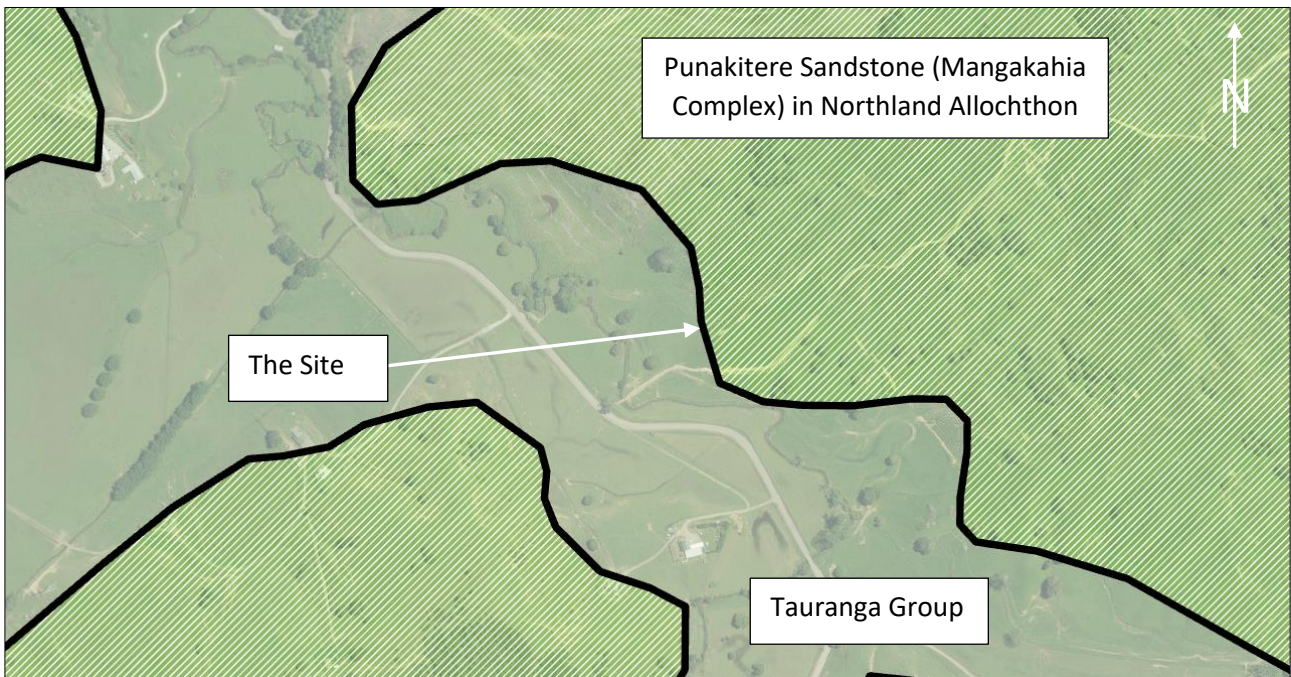 Punakitere Sandstone (Mangakahia
Complex) in Northland Allochthon
N
The Site
Tauranga Group